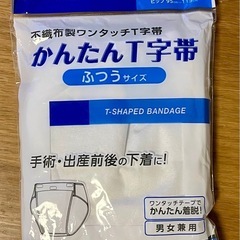 不織布製ワンタッチT字帯
かんたんT字帯
ふつうサイズ
T-SHAPED BANDAGE
手術・出産前後の下着に!
ワンタッチテープで
かんたん着脱!
男女兼用